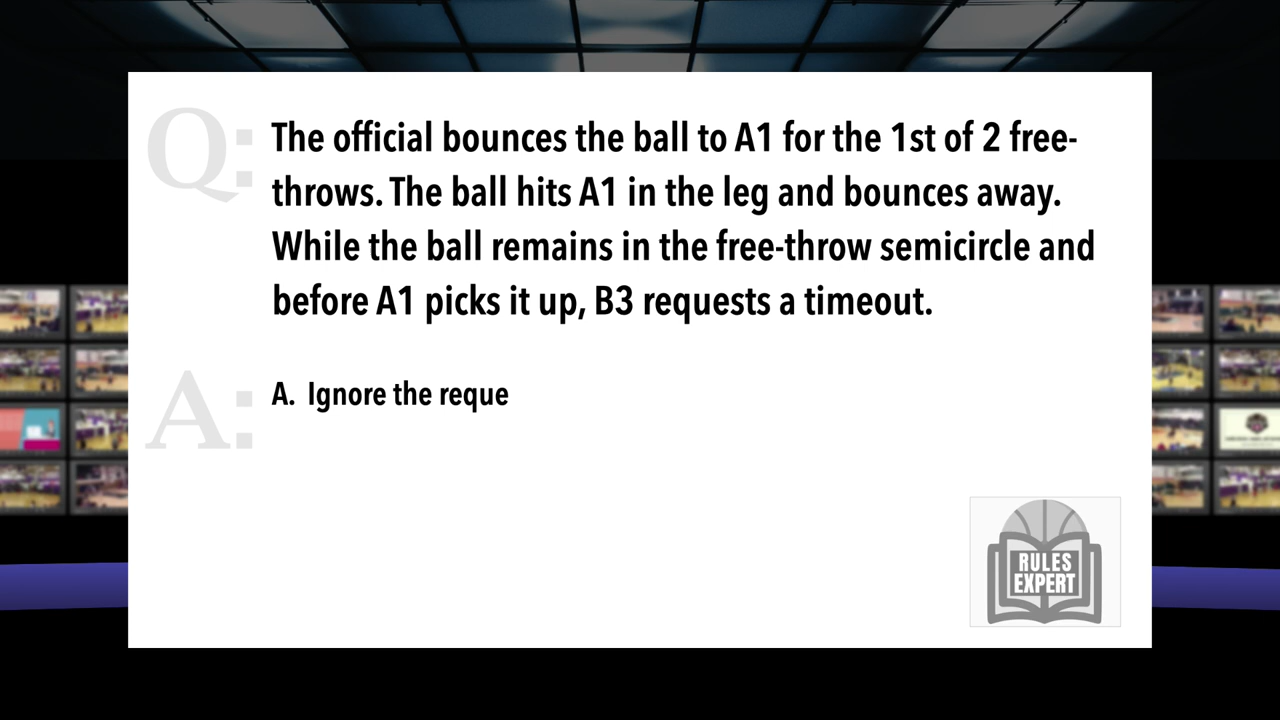 Q:
The official bounces the ball to A1 for the 1st of 2 free-
throws. The ball hits A1 in the leg and bounces away.
While the ball remains in the free-throw semicircle and
before A1 picks it up, B3 requests a timeout.
A:
A. Ignore the reque
RULES
EXPERT